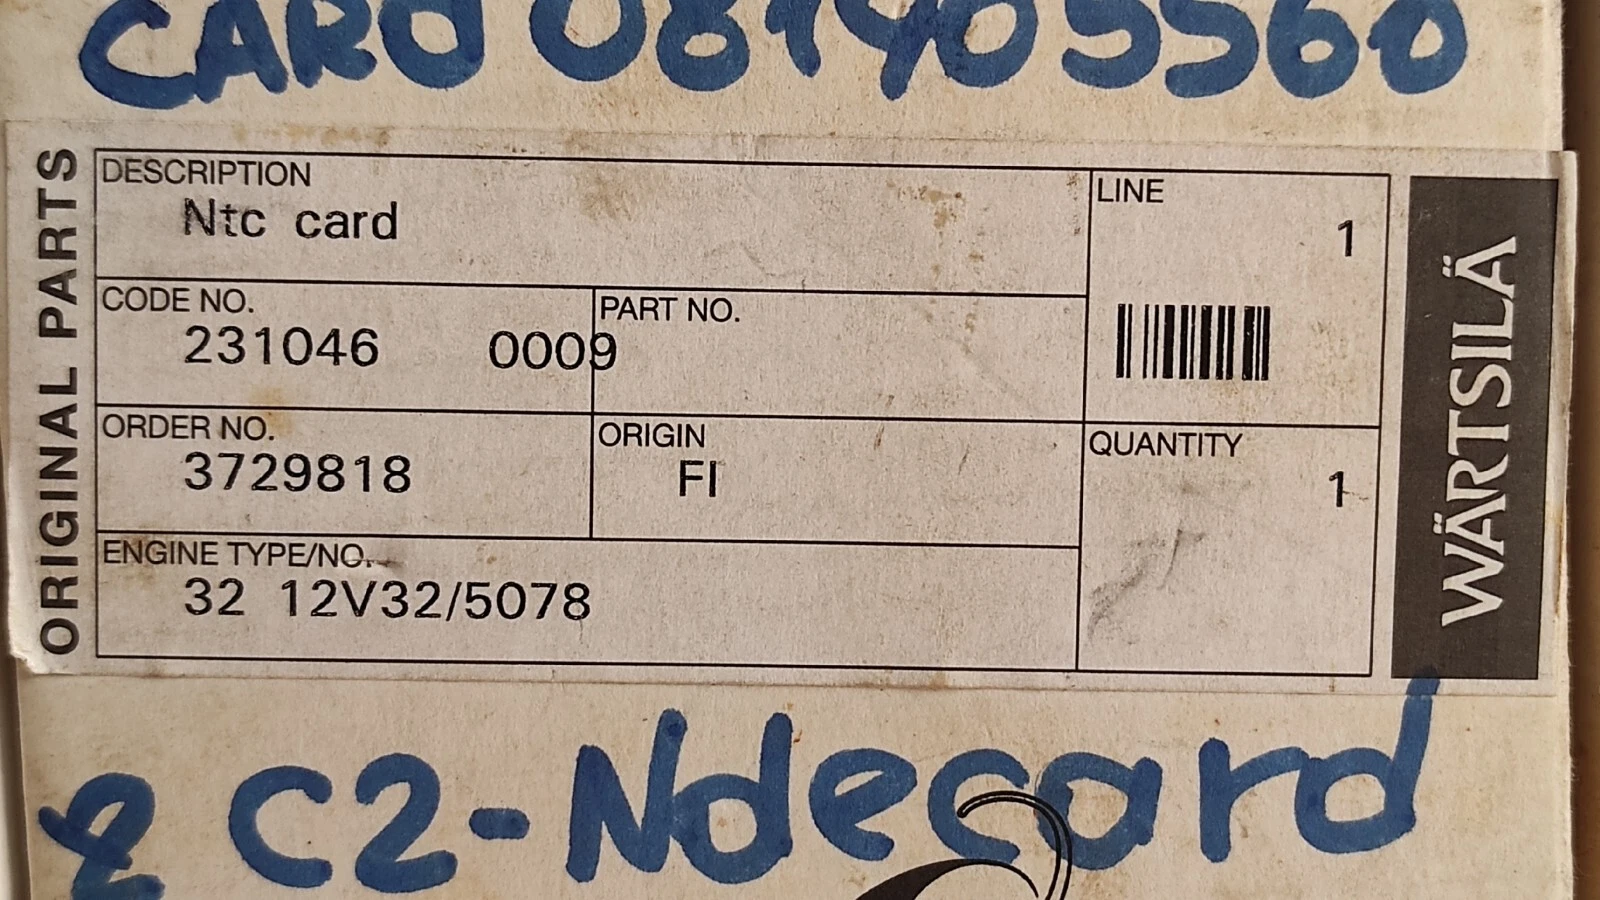 CARD 081405560
ORIGINAL PARTS
DESCRIPTION
Ntc card
LINE
1
CODE NO.
231046 0009
PART NO.
ORDER NO.
3729818
ORIGIN
FI
QUANTITY
1
ENGINE TYPE/NO.
32 12V32/5078
WÄRTSILÄ
& C2-Ndecard